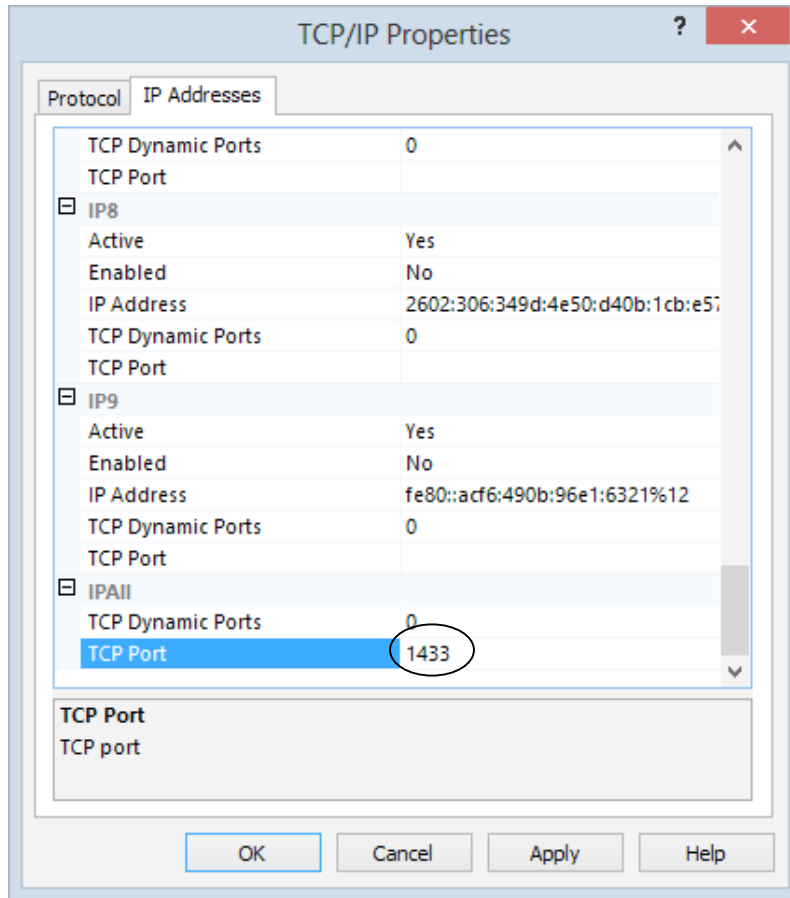 TCP/IP Properties ?
Protocol IP Addresses
TCP Dynamic Ports 0
TCP Port
IP8
Active Yes
Enabled No
IP Address 2602:306:349d:4e50:d40b:1cb:e57
TCP Dynamic Ports 0
TCP Port
IP9
Active Yes
Enabled No
IP Address fe80::acf6:490b:96e1:6321%12
TCP Dynamic Ports 0
TCP Port
IPAll
TCP Dynamic Ports 0
TCP Port 1433
TCP Port
TCP port
OK Cancel Apply Help